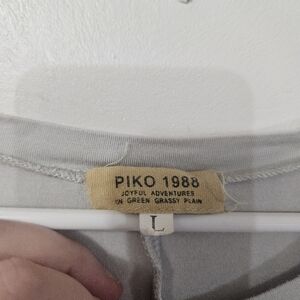 PIKO 1988
JOYFUL ADVENTURES
ON GREEN GRASSY PLAIN
L